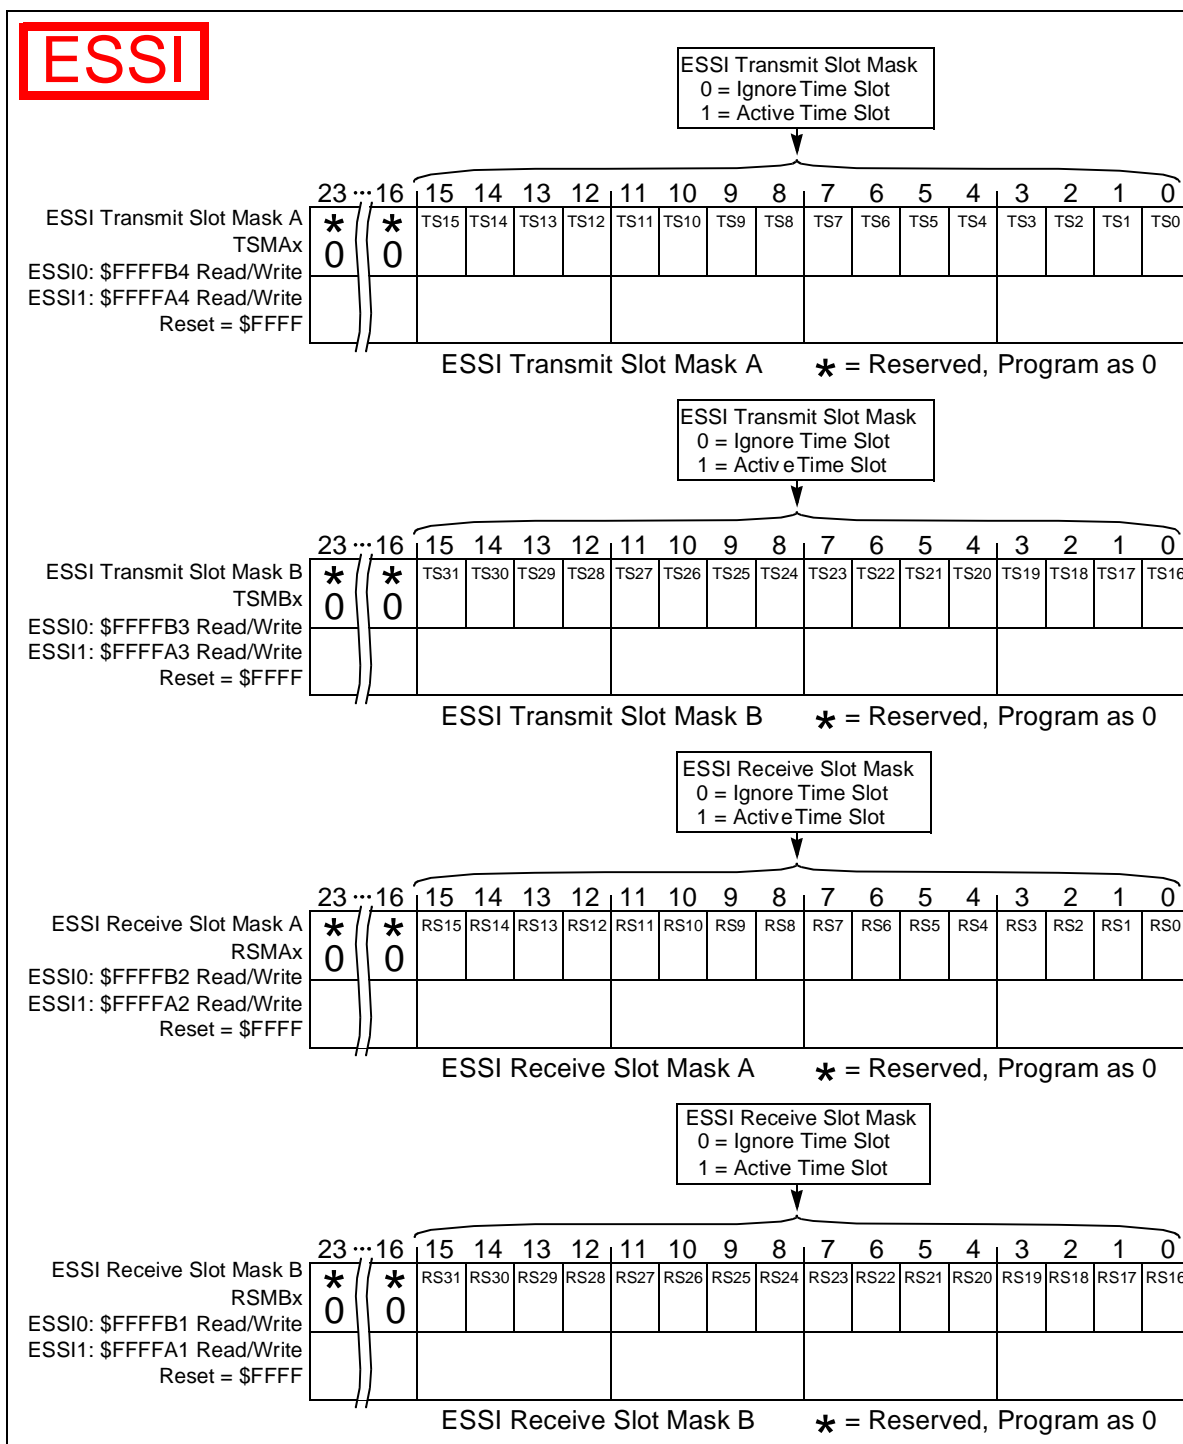 ESSI
ESSI Transmit Slot Mask
0 = Ignore Time Slot
1 = Active Time Slot
23 ··· 16 15 14 13 12 11 10 9 8 7 6 5 4 3 2 1 0
ESSI Transmit Slot Mask A * * TS15 TS14 TS13 TS12 TS11 TS10 TS9 TS8 TS7 TS6 TS5 TS4 TS3 TS2 TS1 TS0
TSMAx 0 0
ESSI0: $FFFFB4 Read/Write
ESSI1: $FFFFA4 Read/Write
Reset = $FFFF
ESSI Transmit Slot Mask A * = Reserved, Program as 0
ESSI Transmit Slot Mask
0 = Ignore Time Slot
1 = Active Time Slot
23 ··· 16 15 14 13 12 11 10 9 8 7 6 5 4 3 2 1 0
ESSI Transmit Slot Mask B * * TS31 TS30 TS29 TS28 TS27 TS26 TS25 TS24 TS23 TS22 TS21 TS20 TS19 TS18 TS17 TS16
TSMBx 0 0
ESSI0: $FFFFB3 Read/Write
ESSI1: $FFFFA3 Read/Write
Reset = $FFFF
ESSI Transmit Slot Mask B * = Reserved, Program as 0
ESSI Receive Slot Mask
0 = Ignore Time Slot
1 = Active Time Slot
23 ··· 16 15 14 13 12 11 10 9 8 7 6 5 4 3 2 1 0
ESSI Receive Slot Mask A * * RS15 RS14 RS13 RS12 RS11 RS10 RS9 RS8 RS7 RS6 RS5 RS4 RS3 RS2 RS1 RS0
RSMAx 0 0
ESSI0: $FFFFB2 Read/Write
ESSI1: $FFFFA2 Read/Write
Reset = $FFFF
ESSI Receive Slot Mask A * = Reserved, Program as 0
ESSI Receive Slot Mask
0 = Ignore Time Slot
1 = Active Time Slot
23 ··· 16 15 14 13 12 11 10 9 8 7 6 5 4 3 2 1 0
ESSI Receive Slot Mask B * * RS31 RS30 RS29 RS28 RS27 RS26 RS25 RS24 RS23 RS22 RS21 RS20 RS19 RS18 RS17 RS16
RSMBx 0 0
ESSI0: $FFFFB1 Read/Write
ESSI1: $FFFFA1 Read/Write
Reset = $FFFF
ESSI Receive Slot Mask B * = Reserved, Program as 0